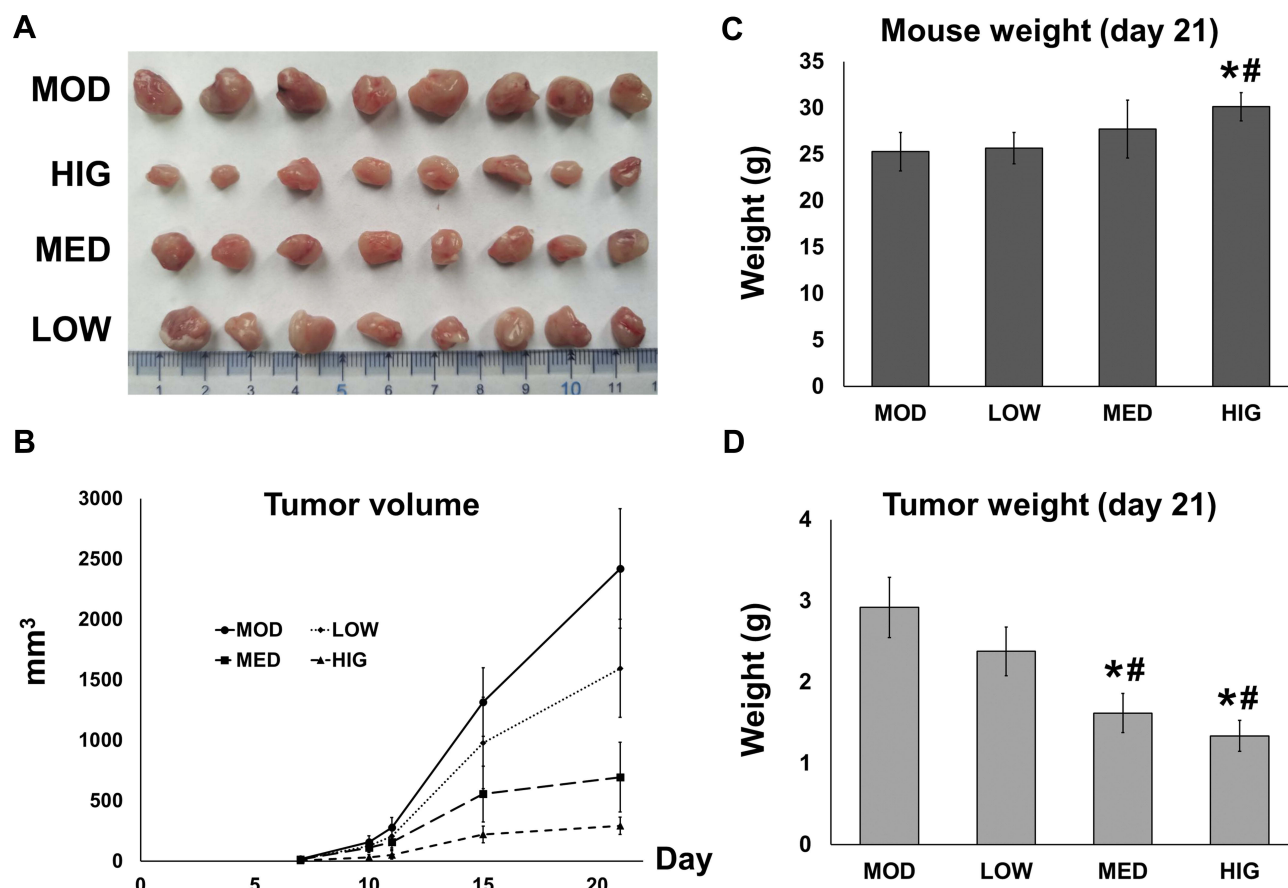 A
MOD
HIG
MED
LOW
1 2 3 4 5 6 7 8 9 10 11 1
B
Tumor volume
3000
2500
2000
1500
1000
500
0
mm³
MOD LOW
MED HIG
0 5 10 15 20
Day
C
Mouse weight (day 21)
35
30
25
20
15
10
5
0
Weight (g)
*#
MOD LOW MED HIG
D
Tumor weight (day 21)
4
3
2
1
0
Weight (g)
*#
*#
MOD LOW MED HIG